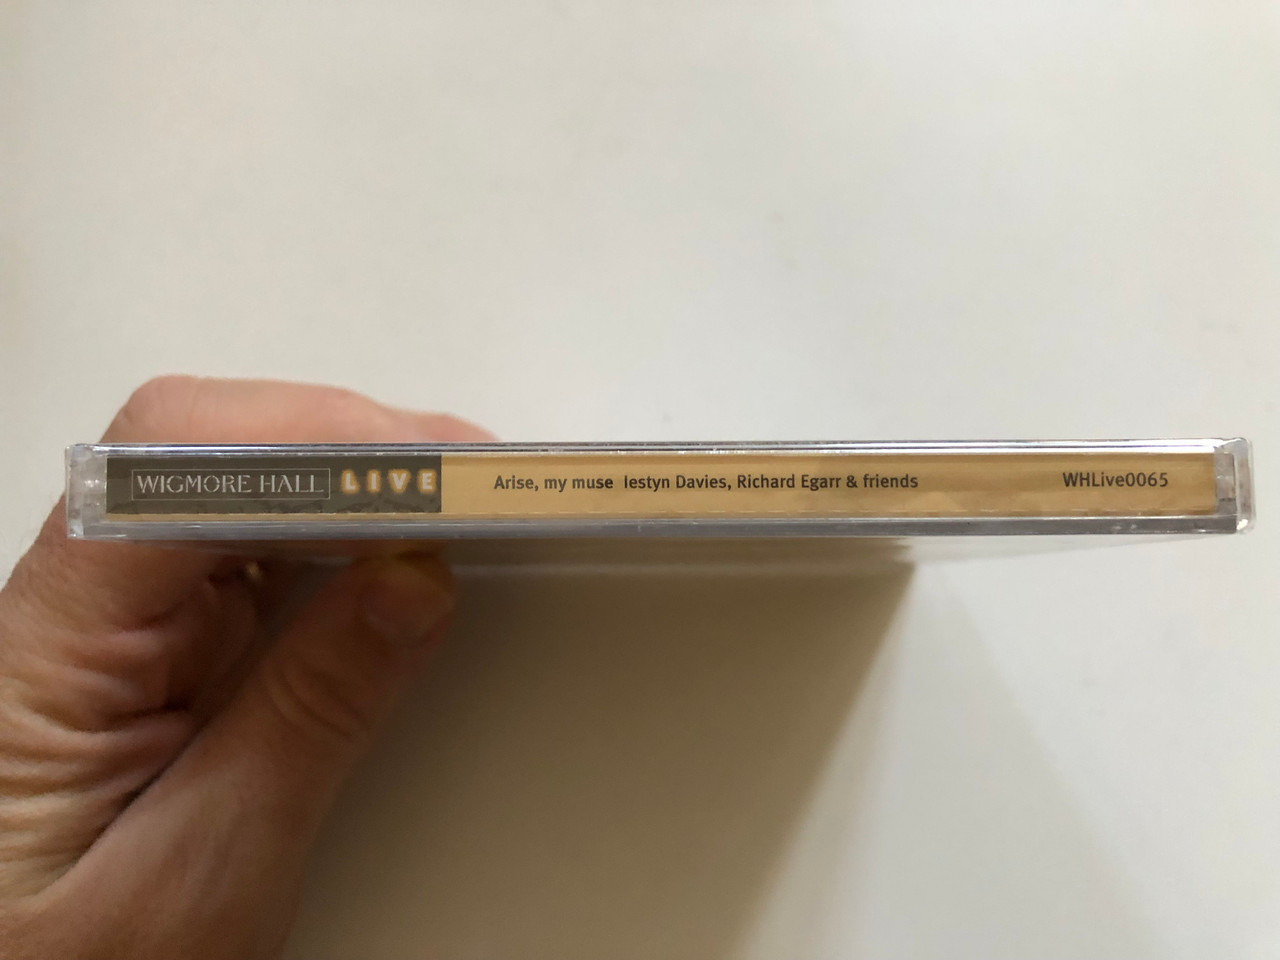 WIGMORE HALL LIVE Arise, my muse Iestyn Davies, Richard Egarr & friends WHLive0065